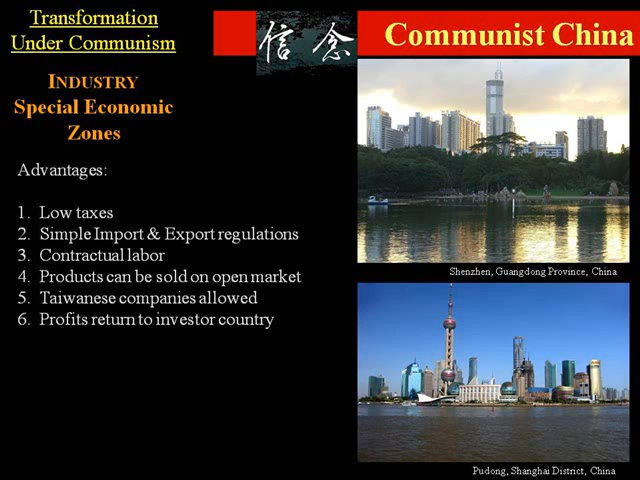 Transformation
Under Communism
信念
Communist China
INDUSTRY
Special Economic
Zones
Advantages:
1. Low taxes
2. Simple Import & Export regulations
3. Contractual labor
4. Products can be sold on open market
5. Taiwanese companies allowed
6. Profits return to investor country
Shenzhen, Guangdong Province, China
Pudong, Shanghai District, China